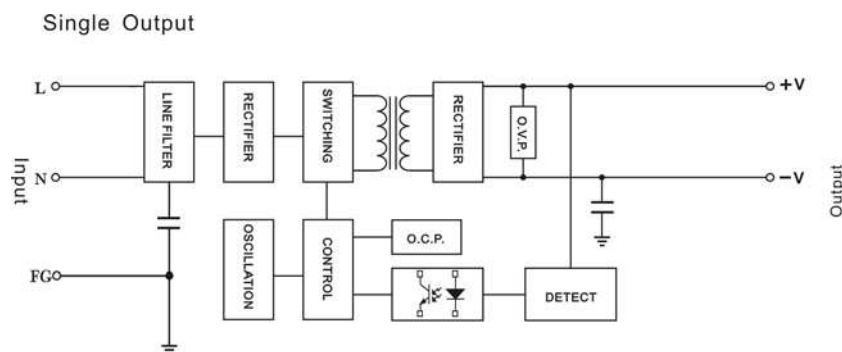 Single Output
L
LINE FILTER
RECTIFIER
SWITCHING
RECTIFIER
O.V.P.
+V
N
Input
-V
Output
FG
OSCILLATION
CONTROL
O.C.P.
DETECT